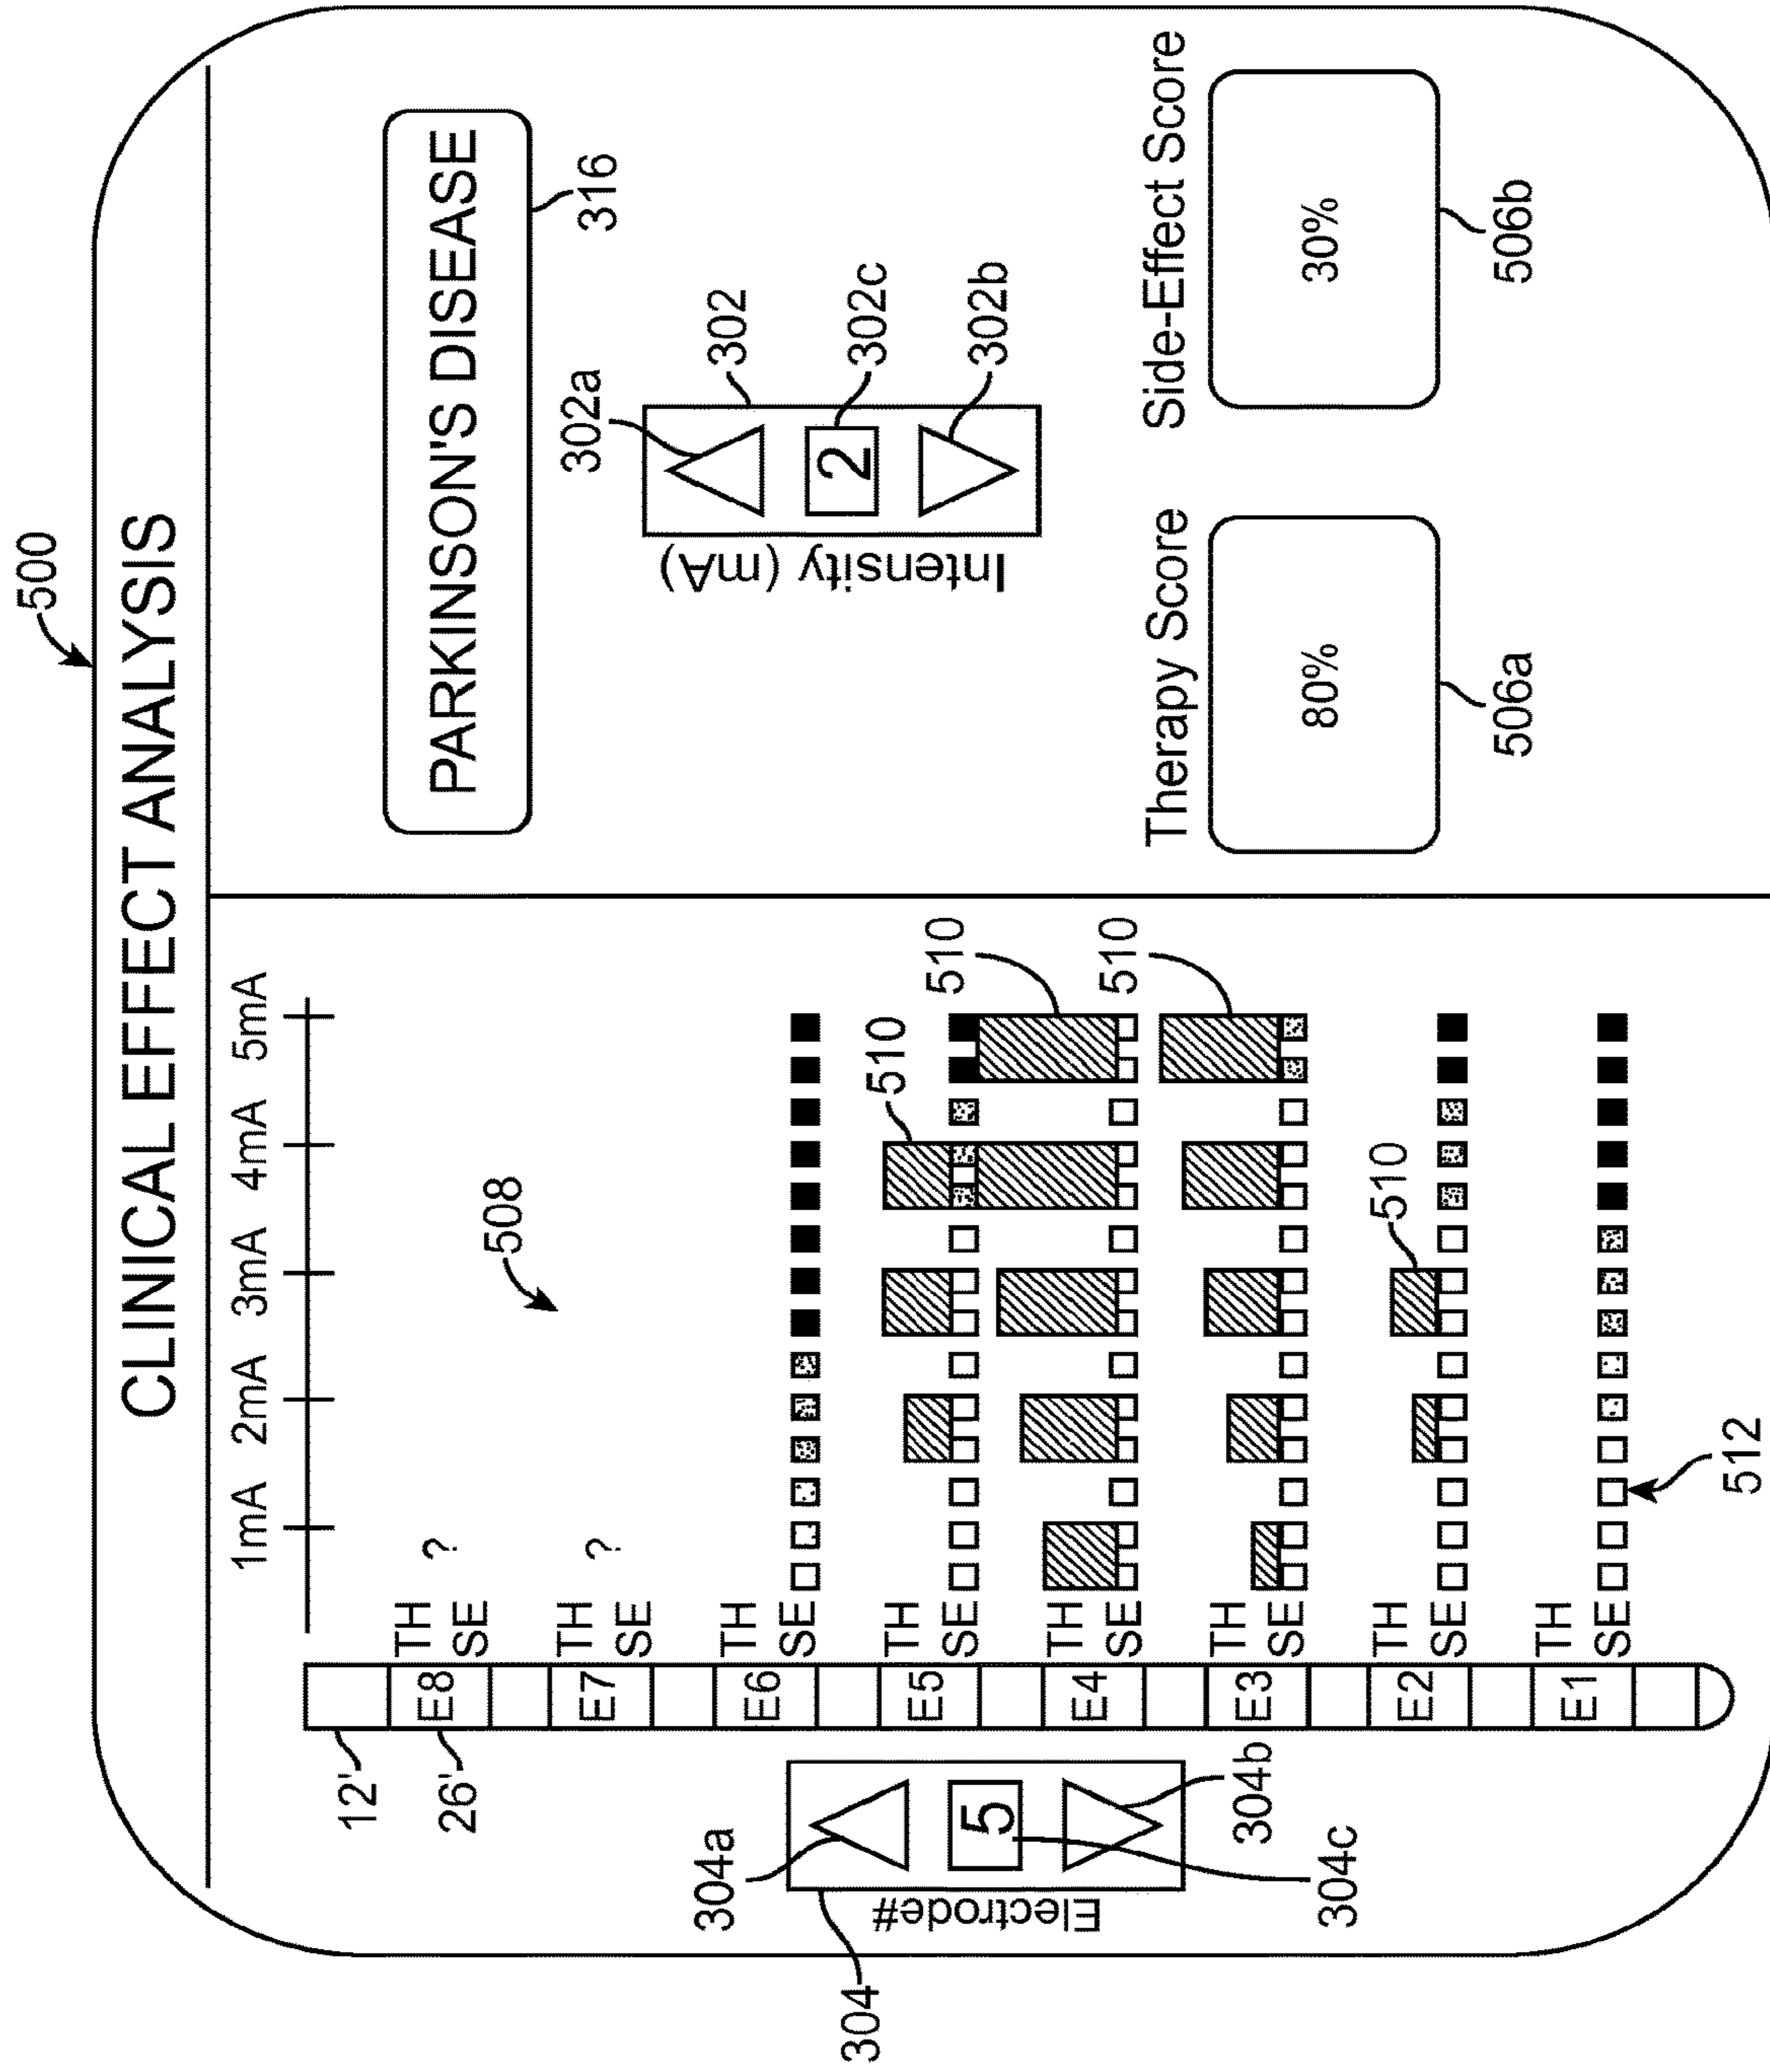 500
CLINICAL EFFECT ANALYSIS
1mA 2mA 3mA 4mA 5mA
508
12'
26'
E8 TH ?
SE
E7 TH ?
SE
E6 TH
SE
E5 TH
SE
E4 TH
SE
E3 TH
SE
E2 TH
SE
E1 TH
SE
510
510
510
510
512
304
304a
Electrode#
5
304b
304c
PARKINSON'S DISEASE
316
302a
302
Intensity (mA)
2
302c
302b
Therapy Score Side-Effect Score
80% 30%
506a 506b